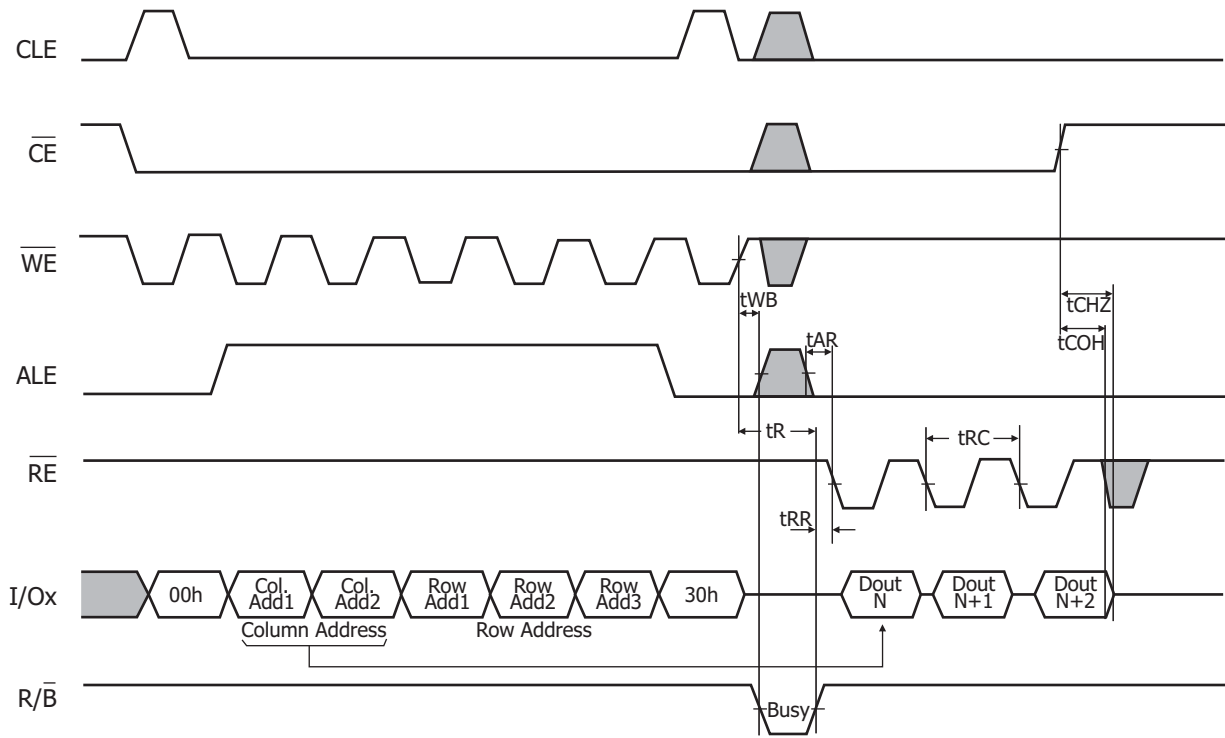 CLE
CE
WE
tWB
tCHZ
tCOH
tAR
ALE
tR
tRC
RE
tRR
I/Ox
00h
Col.
Add1
Col.
Add2
Row
Add1
Row
Add2
Row
Add3
30h
Dout
N
Dout
N+1
Dout
N+2
Column Address
Row Address
R/B
Busy